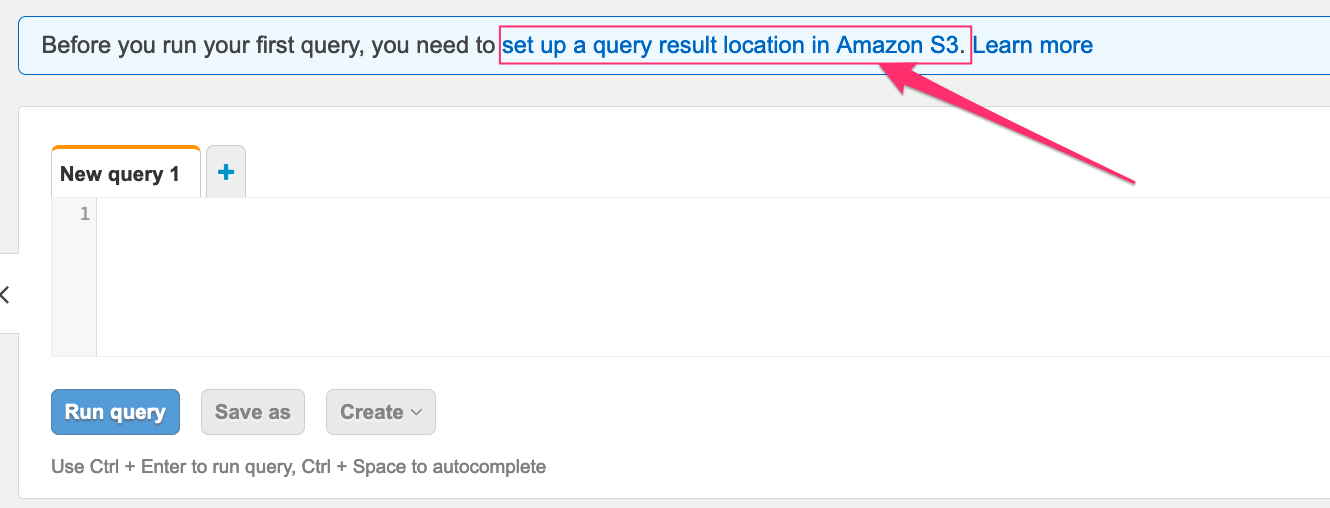 Before you run your first query, you need to set up a query result location in Amazon S3. Learn more
New query 1
1
Run query Save as Create
Use Ctrl + Enter to run query, Ctrl + Space to autocomplete